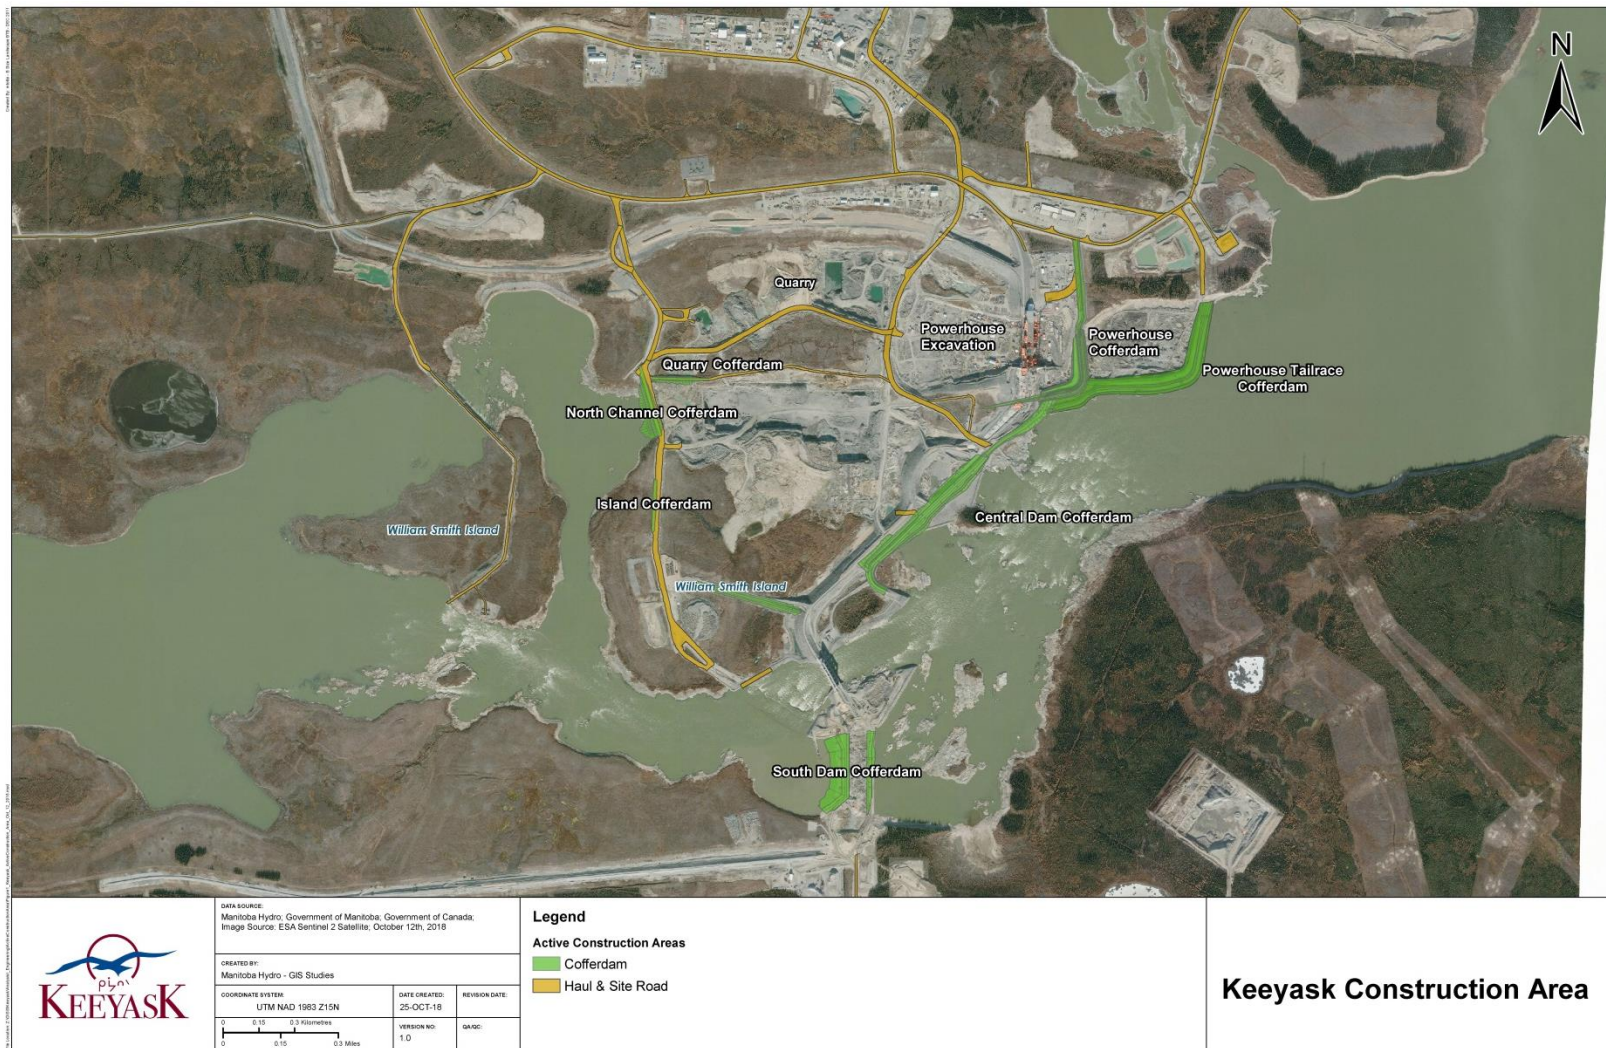 N
Quarry
Powerhouse
Excavation
Powerhouse
Cofferdam
Quarry Cofferdam
Powerhouse Tailrace
Cofferdam
North Channel Cofferdam
Island Cofferdam
Central Dam Cofferdam
William Smith Island
William Smith Island
South Dam Cofferdam
KEEYASK
DATA SOURCE:
Manitoba Hydro; Government of Manitoba; Government of Canada;
Image Source: ESA Sentinel 2 Satellite; October 12th, 2018
CREATED BY:
Manitoba Hydro - GIS Studies
COORDINATE SYSTEM:
UTM NAD 1983 Z15N
DATE CREATED:
25-OCT-18
REVISION DATE:
0 0.15 0.3 Kilometres
0 0.15 0.3 Miles
VERSION NO:
1.0
QA/QC:
Legend
Active Construction Areas
Cofferdam
Haul & Site Road
Keeyask Construction Area